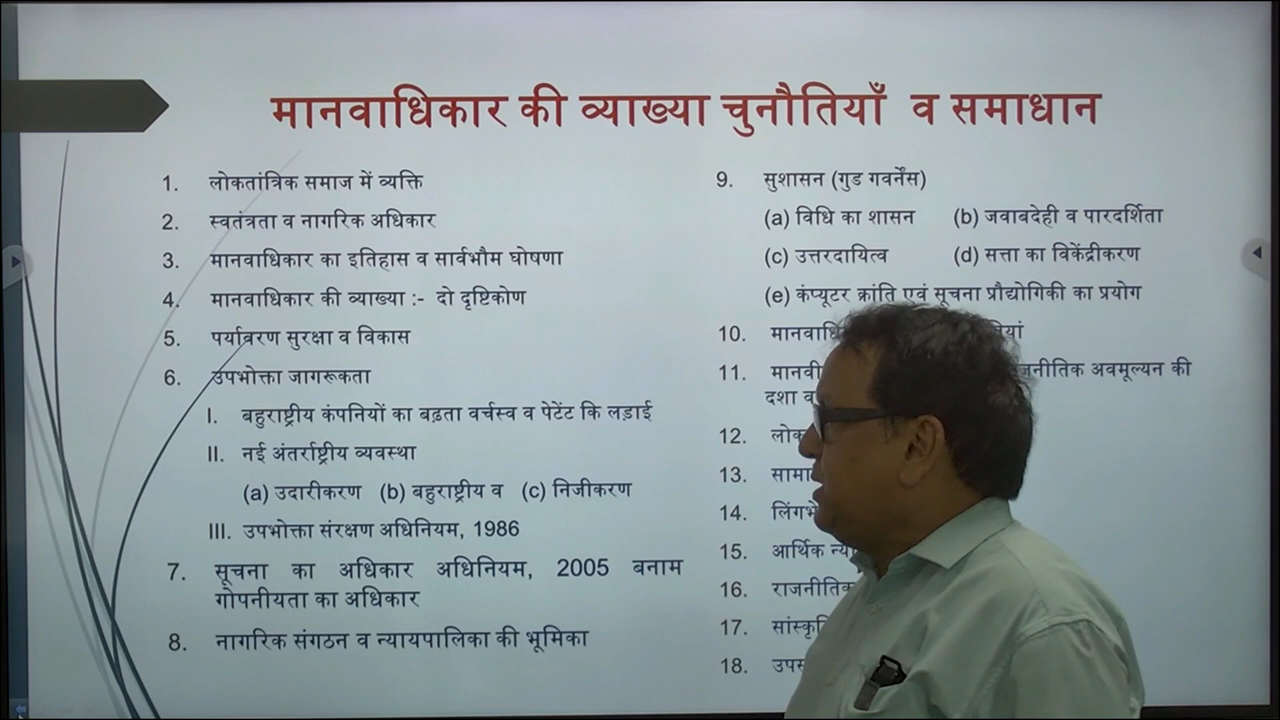 मानवाधिकार की व्याख्या चुनौतियाँ व समाधान
1. लोकतांत्रिक समाज में व्यक्ति
2. स्वतंत्रता व नागरिक अधिकार
3. मानवाधिकार का इतिहास व सार्वभौम घोषणा
4. मानवाधिकार की व्याख्या :- दो दृष्टिकोण
5. पर्यावरण सुरक्षा व विकास
6. उपभोक्ता जागरूकता
I. बहुराष्ट्रीय कंपनियों का बढ़ता वर्चस्व व पेटेंट कि लड़ाई
II. नई अंतर्राष्ट्रीय व्यवस्था
(a) उदारीकरण (b) बहुराष्ट्रीय व (c) निजीकरण
III. उपभोक्ता संरक्षण अधिनियम, 1986
7. सूचना का अधिकार अधिनियम, 2005 बनाम
गोपनीयता का अधिकार
8. नागरिक संगठन व न्यायपालिका की भूमिका
9. सुशासन (गुड गवर्नेंस)
(a) विधि का शासन (b) जवाबदेही व पारदर्शिता
(c) उत्तरदायित्व (d) सत्ता का विकेंद्रीकरण
(e) कंप्यूटर क्रांति एवं सूचना प्रौद्योगिकी का प्रयोग
10.
11. अवमूल्यन की
दशा व
12.
13.
14.
15. आर्थिक
16.
17.
18.